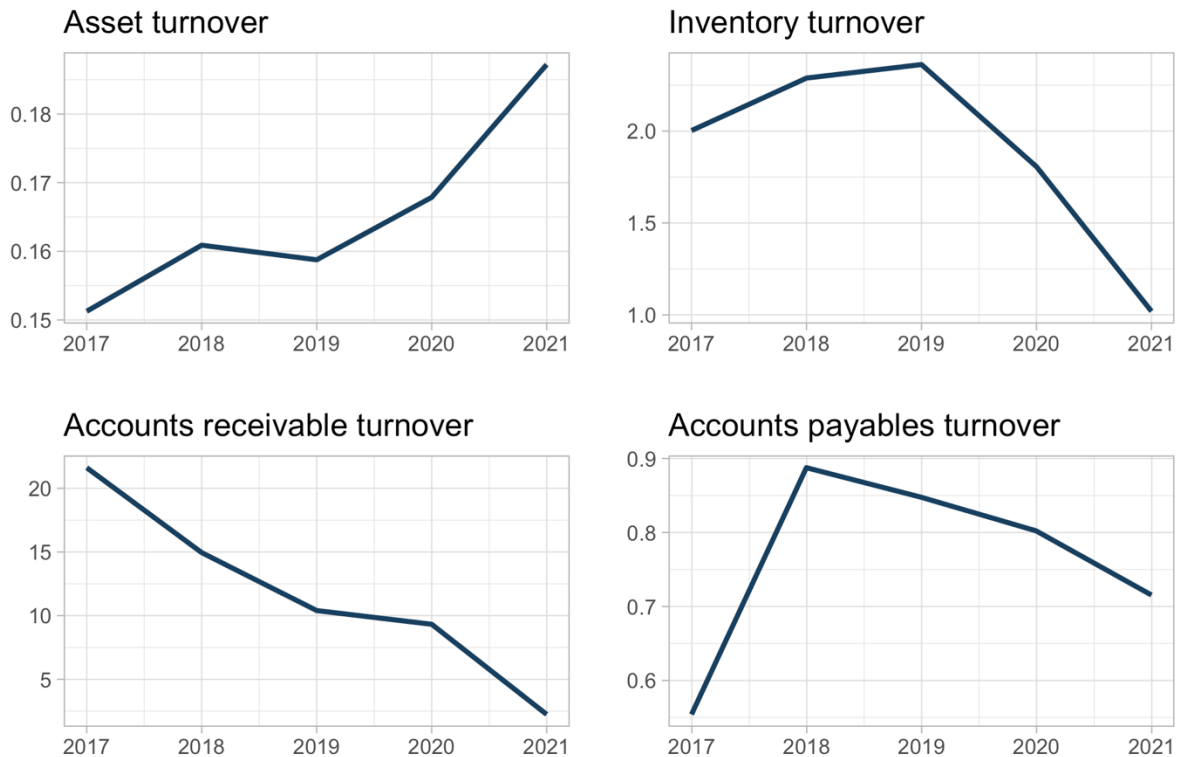 Asset turnover
0.18
0.17
0.16
0.15
2017 2018 2019 2020 2021
Inventory turnover
2.0
1.5
1.0
2017 2018 2019 2020 2021
Accounts receivable turnover
20
15
10
5
2017 2018 2019 2020 2021
Accounts payables turnover
0.9
0.8
0.7
0.6
2017 2018 2019 2020 2021